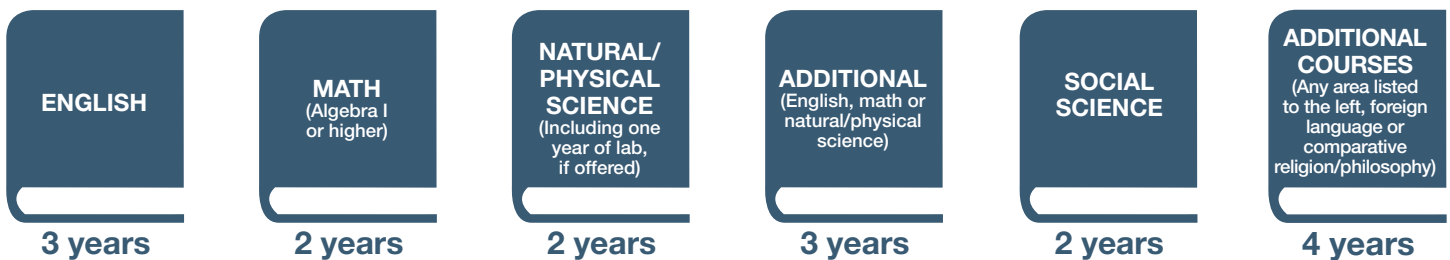 ENGLISH
3 years
MATH
(Algebra I
or higher)
2 years
NATURAL/
PHYSICAL
SCIENCE
(Including one
year of lab,
if offered)
2 years
ADDITIONAL
(English, math or
natural/physical
science)
3 years
SOCIAL
SCIENCE
2 years
ADDITIONAL
COURSES
(Any area listed
to the left, foreign
language or
comparative
religion/philosophy)
4 years